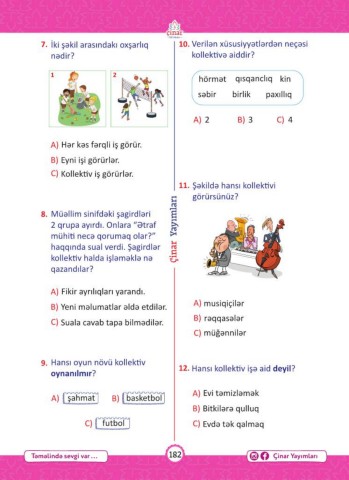 çinar
7. İki şəkil arasındakı oxşarlıq
nədir?
1
2
A) Hər kəs fərqli iş görür.
B) Eyni işi görürlər.
C) Kollektiv iş görürlər.
8. Müəllim sinifdəki şagirdləri
2 qrupa ayırdı. Onlara "Ətraf
mühiti necə qorumaq olar?"
haqqında sual verdi. Şagirdlər
kollektiv halda işləməklə nə
qazandılar?
A) Fikir ayrılıqları yarandı.
B) Yeni məlumatlar əldə etdilər.
C) Suala cavab tapa bilmədilər.
9. Hansı oyun növü kollektiv
oynanılmır?
A) şahmat B) basketbol
C) futbol
Çinar Yayımları
10. Verilən xüsusiyyətlərdən neçəsi
kollektivə aiddir?
hörmət qısqanclıq kin
səbir birlik paxıllıq
A) 2 B) 3 C) 4
11. Şəkildə hansı kollektivi
görürsünüz?
A) musiqiçilər
B) rəqqasələr
C) müğənnilər
12. Hansı kollektiv işə aid deyil?
A) Evi təmizləmək
B) Bitkilərə qulluq
C) Evdə tək qalmaq
Təməlində sevgi var ...
182
Çinar Yayımları